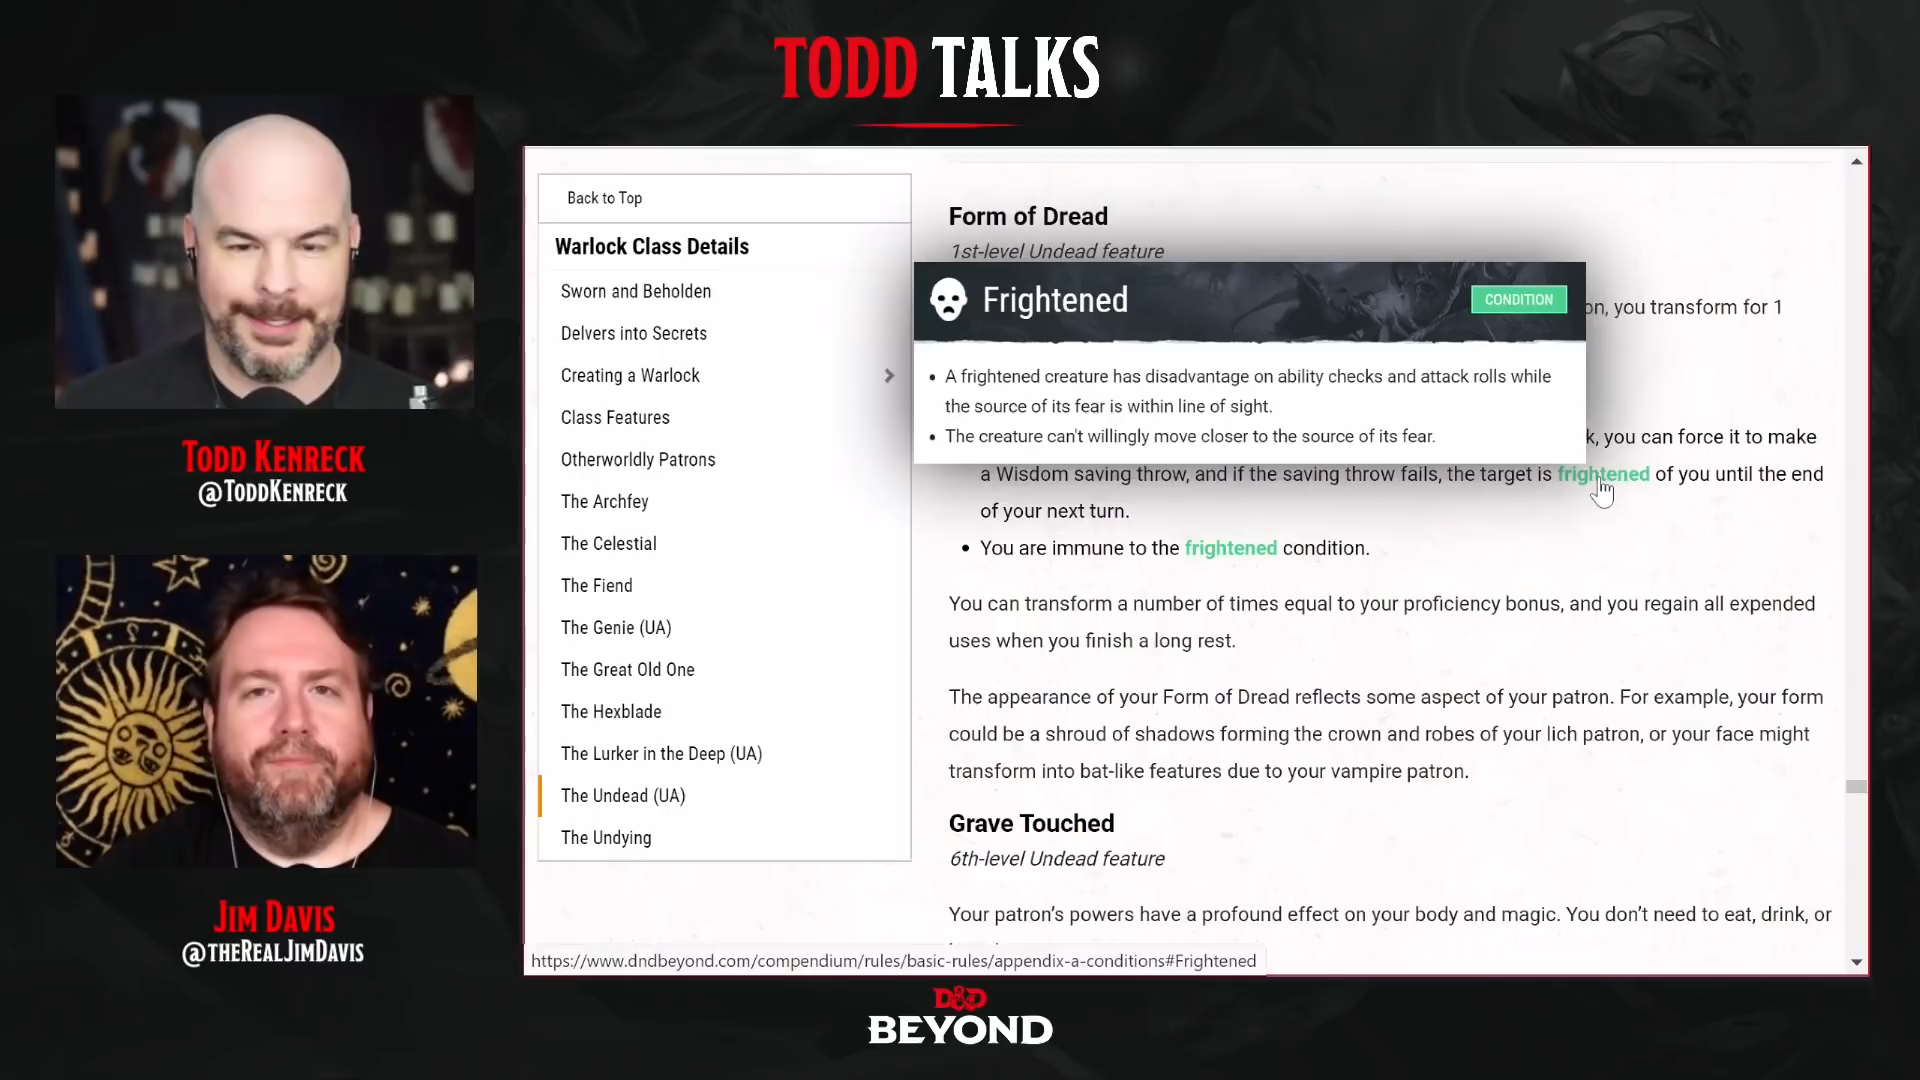 TODD TALKS
TODD KENRECK
@TODDKENRECK
JIM DAVIS
@THEREALJIMDAVIS
Back to Top
Warlock Class Details
Sworn and Beholden
Delvers into Secrets
Creating a Warlock
Class Features
Otherworldly Patrons
The Archfey
The Celestial
The Fiend
The Genie (UA)
The Great Old One
The Hexblade
The Lurker in the Deep (UA)
The Undead (UA)
The Undying
Form of Dread
1st-level Undead feature
on, you transform for 1
Frightened
CONDITION
• A frightened creature has disadvantage on ability checks and attack rolls while
the source of its fear is within line of sight.
• The creature can't willingly move closer to the source of its fear.
k, you can force it to make
a Wisdom saving throw, and if the saving throw fails, the target is frightened of you until the end
of your next turn.
• You are immune to the frightened condition.
You can transform a number of times equal to your proficiency bonus, and you regain all expended
uses when you finish a long rest.
The appearance of your Form of Dread reflects some aspect of your patron. For example, your form
could be a shroud of shadows forming the crown and robes of your lich patron, or your face might
transform into bat-like features due to your vampire patron.
Grave Touched
6th-level Undead feature
Your patron's powers have a profound effect on your body and magic. You don't need to eat, drink, or
https://www.dndbeyond.com/compendium/rules/basic-rules/appendix-a-conditions#Frightened
D&D
BEYOND